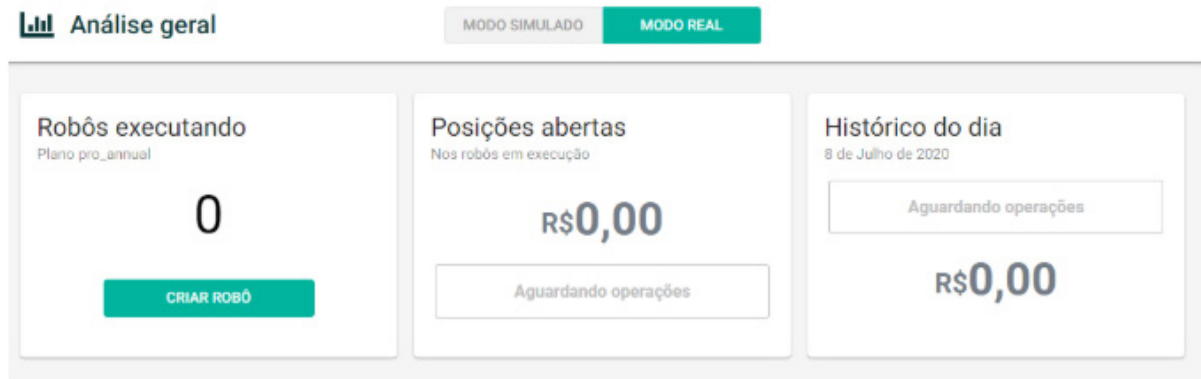 Análise geral
MODO SIMULADO
MODO REAL
Robôs executando
Plano pro_annual
0
CRIAR ROBÔ
Posições abertas
Nos robôs em execução
R$0,00
Aguardando operações
Histórico do dia
8 de Julho de 2020
Aguardando operações
R$0,00